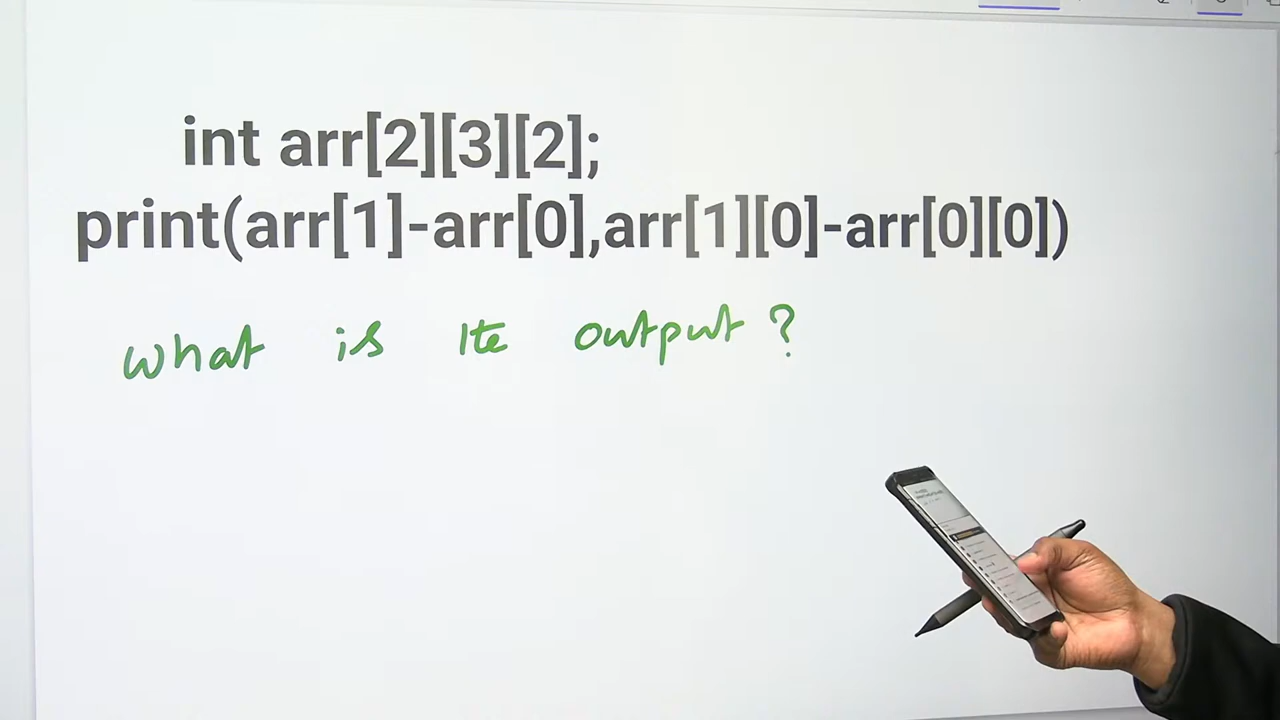 int arr[2][3][2];
print(arr[1]-arr[0],arr[1][0]-arr[0][0])
what is the output ?